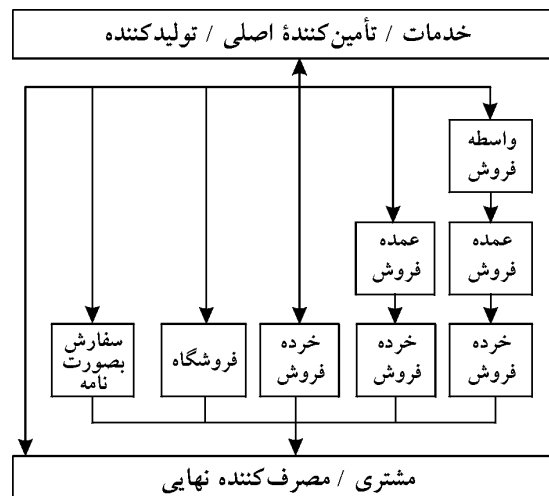 خدمات / تأمین‌کنندهٔ اصلی / تولیدکننده
واسطه
فروش
عمده
فروش
عمده
فروش
خرده
فروش
خرده
فروش
خرده
فروش
فروشگاه
سفارش
بصورت
نامه
مشتری / مصرف‌کننده نهایی